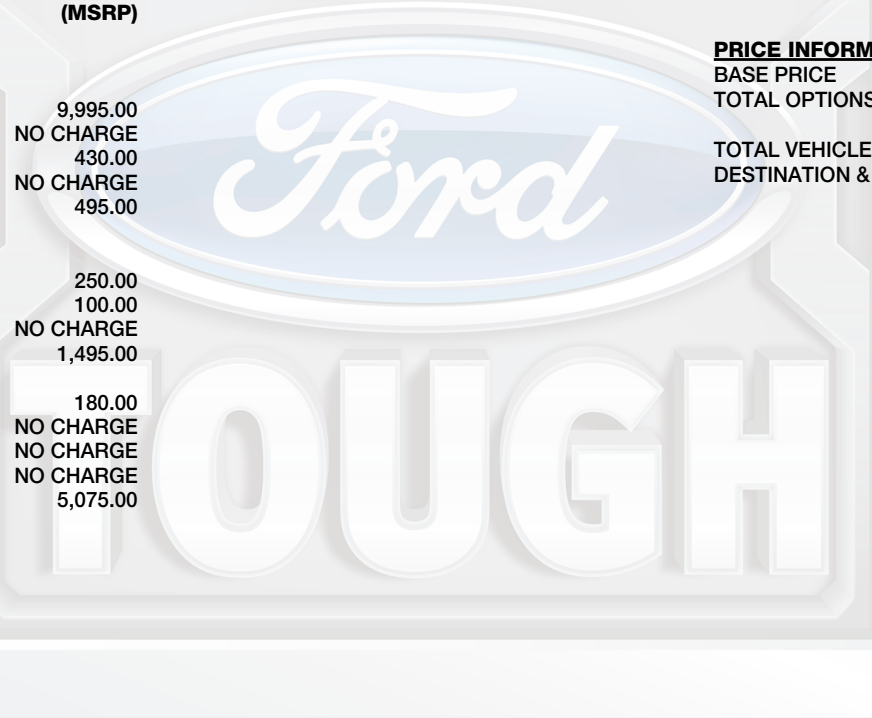 (MSRP)
9,995.00
NO CHARGE
430.00
NO CHARGE
495.00
250.00
100.00
NO CHARGE
1,495.00
180.00
NO CHARGE
NO CHARGE
NO CHARGE
5,075.00
PRICE INFORM
BASE PRICE
TOTAL OPTIONS
TOTAL VEHICLE
DESTINATION &
Ford
TOUGH